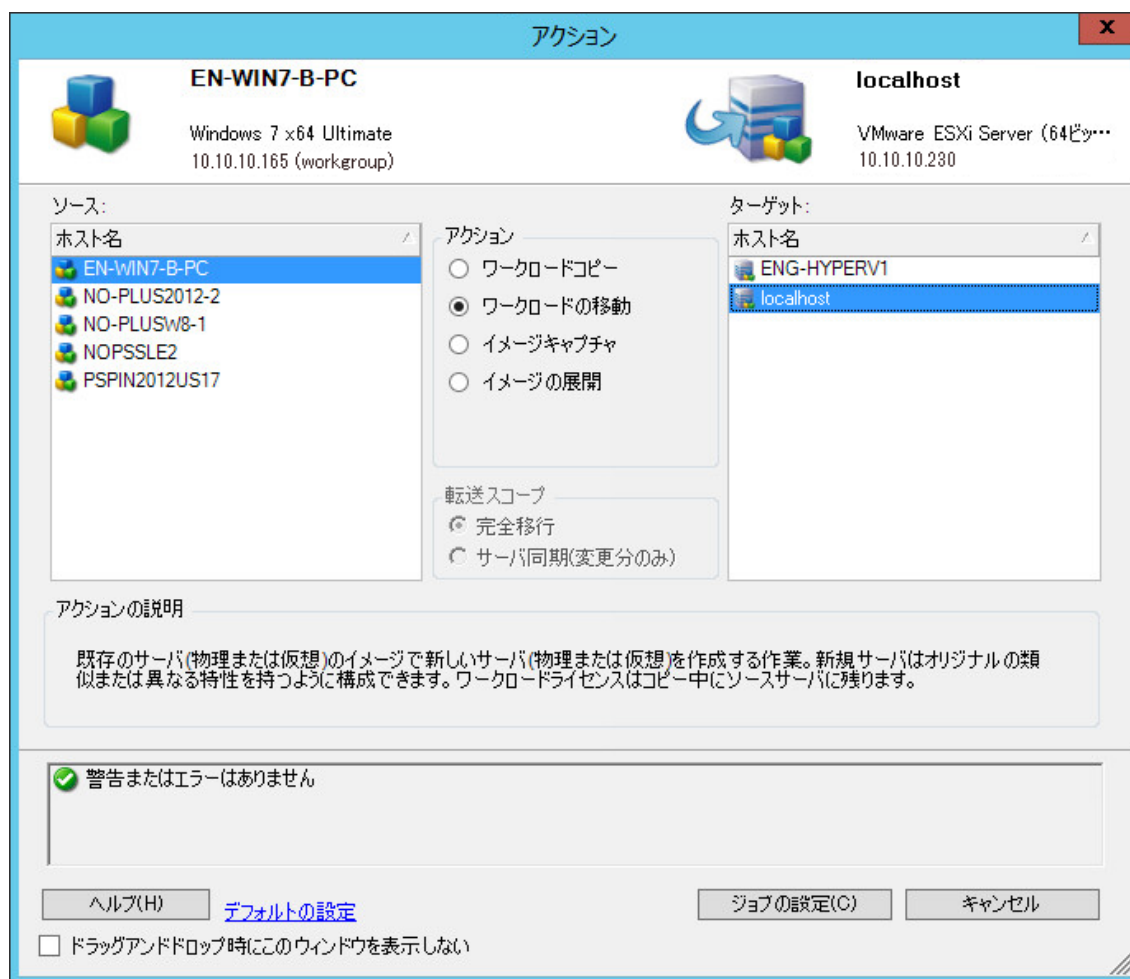 アクション
x
EN-WIN7-B-PC
localhost
Windows 7 x64 Ultimate
VMware ESXi Server (64ビッ…
10.10.10.165 (workgroup)
10.10.10.230
ソース:
ターゲット:
ホスト名
アクション
ホスト名
EN-WIN7-B-PC
ワークロードコピー
ENG-HYPERV1
NO-PLUS2012-2
ワークロードの移動
localhost
NO-PLUSW8-1
イメージキャプチャ
NOPSSLE2
イメージの展開
PSPIN2012US17
転送スコープ
完全移行
サーバ同期(変更分のみ)
アクションの説明
既存のサーバ(物理または仮想)のイメージで新しいサーバ(物理または仮想)を作成する作業。新規サーバはオリジナルの類
似または異なる特性を持つように構成できます。ワークロードライセンスはコピー中にソースサーバに残ります。
警告またはエラーはありません
ヘルプ(H)
デフォルトの設定
ジョブの設定(C)
キャンセル
ドラッグアンドドロップ時にこのウィンドウを表示しない